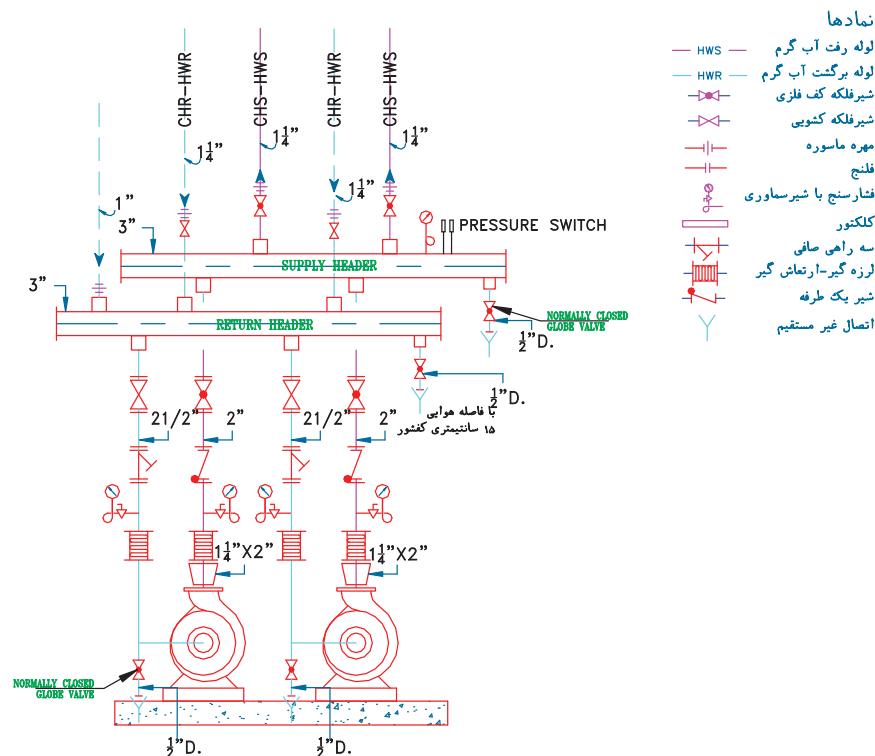 CHR-HWR
CHS-HWS
CHR-HWR
CHS-HWS
1"
1¼"
1¼"
1¼"
1¼"
3"
PRESSURE SWITCH
SUPPLY HEADER
3"
RETURN HEADER
NORMALLY CLOSED
GLOBE VALVE
½"D.
½"D.
با فاصله هوایی
۱۵ سانتیمتری کفشور
21/2"
2"
21/2"
2"
1¼"X2"
1¼"X2"
NORMALLY CLOSED
GLOBE VALVE
½"D.
½"D.
نمادها
لوله رفت آب گرم
HWS
لوله برگشت آب گرم
HWR
شیرفلکه کف فلزی
شیرفلکه کشویی
مهره ماسوره
فلنج
فشارسنج با شیرسماوری
کلکتور
سه راهی صافی
لرزه گیر-ارتعاش گیر
شیر یک طرفه
اتصال غیر مستقیم